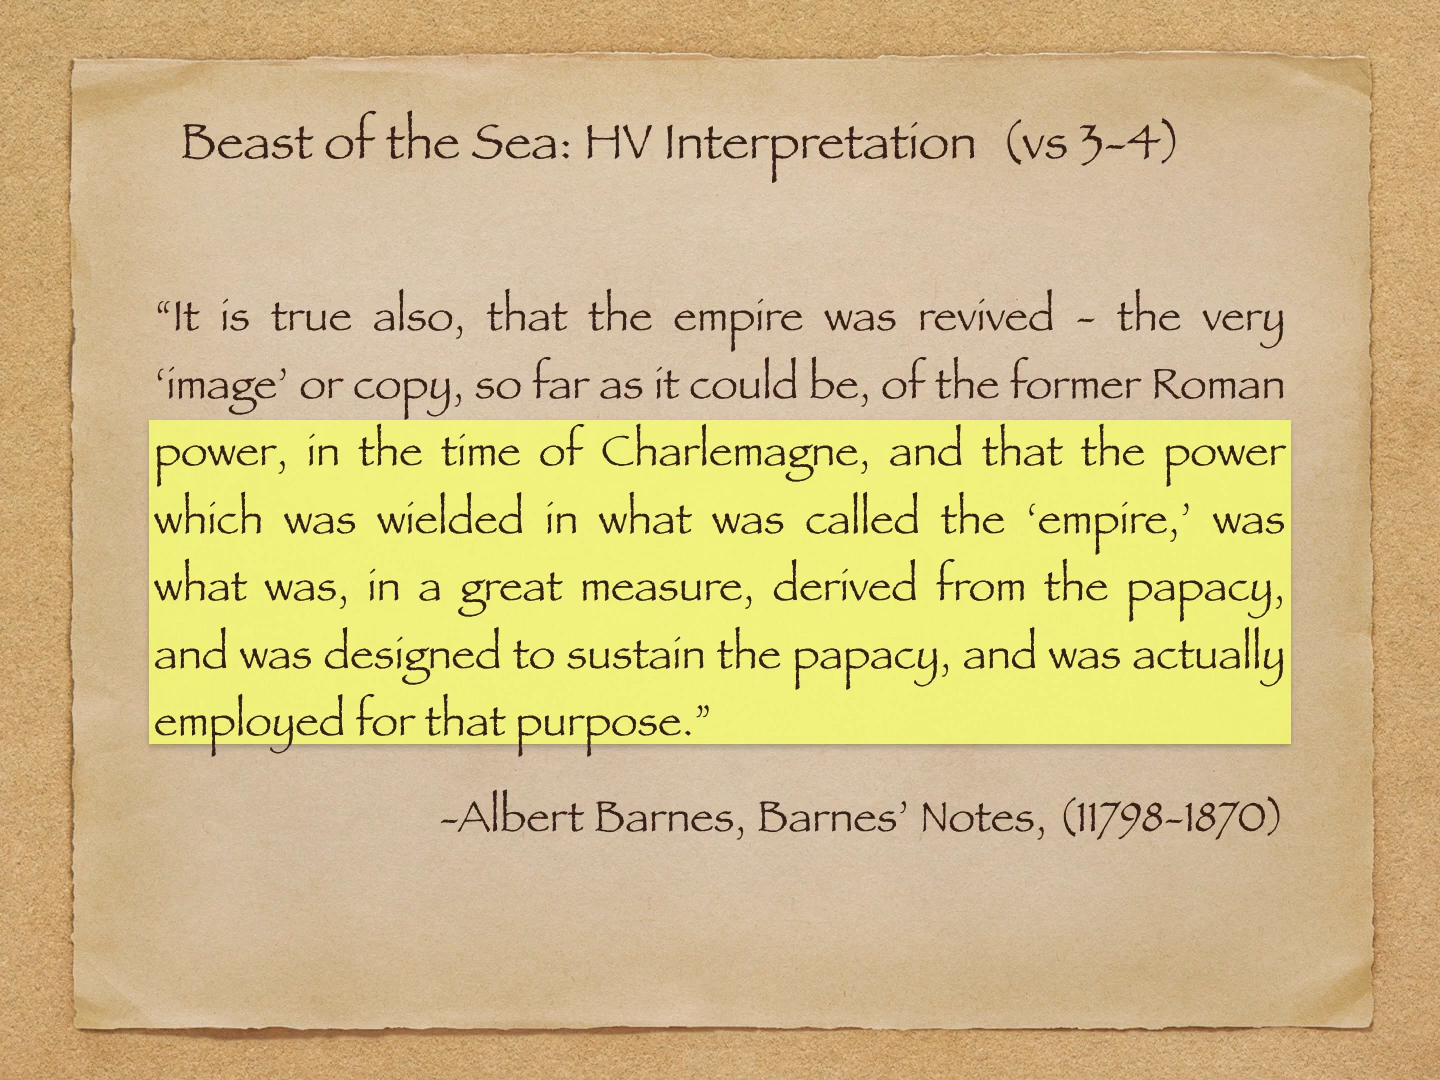 Beast of the Sea: HV Interpretation (vs 3-4)
“It is true also, that the empire was revived - the very
‘image’ or copy, so far as it could be, of the former Roman
power, in the time of Charlemagne, and that the power
which was wielded in what was called the ‘empire,’ was
what was, in a great measure, derived from the papacy,
and was designed to sustain the papacy, and was actually
employed for that purpose.”
-Albert Barnes, Barnes’ Notes, (11798-1870)